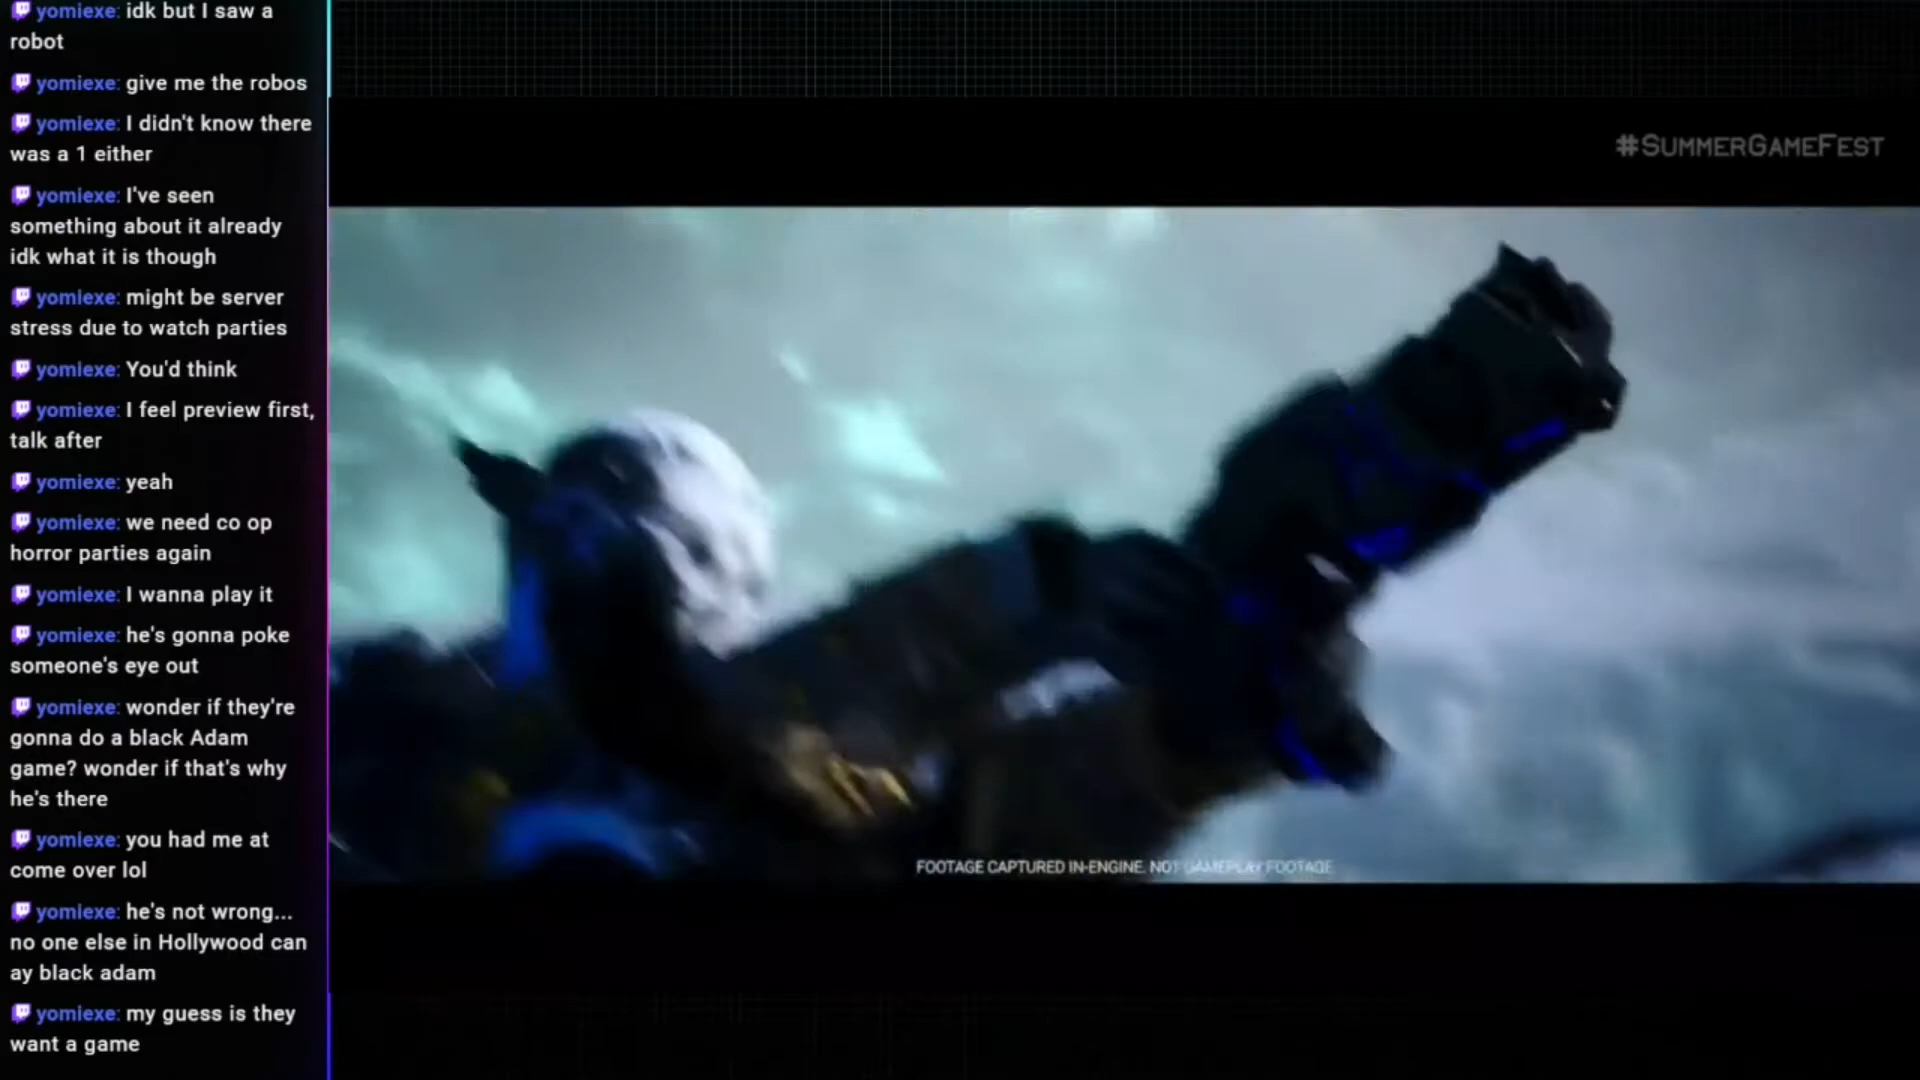 yomiexe: idk but I saw a
robot
yomiexe: give me the robos
yomiexe: I didn't know there
was a 1 either
yomiexe: I've seen
something about it already
idk what it is though
yomiexe: might be server
stress due to watch parties
yomiexe: You'd think
yomiexe: I feel preview first,
talk after
yomiexe: yeah
yomiexe: we need co op
horror parties again
yomiexe: I wanna play it
yomiexe: he's gonna poke
someone's eye out
yomiexe: wonder if they're
gonna do a black Adam
game? wonder if that's why
he's there
yomiexe: you had me at
come over lol
yomiexe: he's not wrong...
no one else in Hollywood can
ay black adam
yomiexe: my guess is they
want a game
#SUMMERGAMEFEST
FOOTAGE CAPTURED IN-ENGINE. NOT GAMEPLAY FOOTAGE.